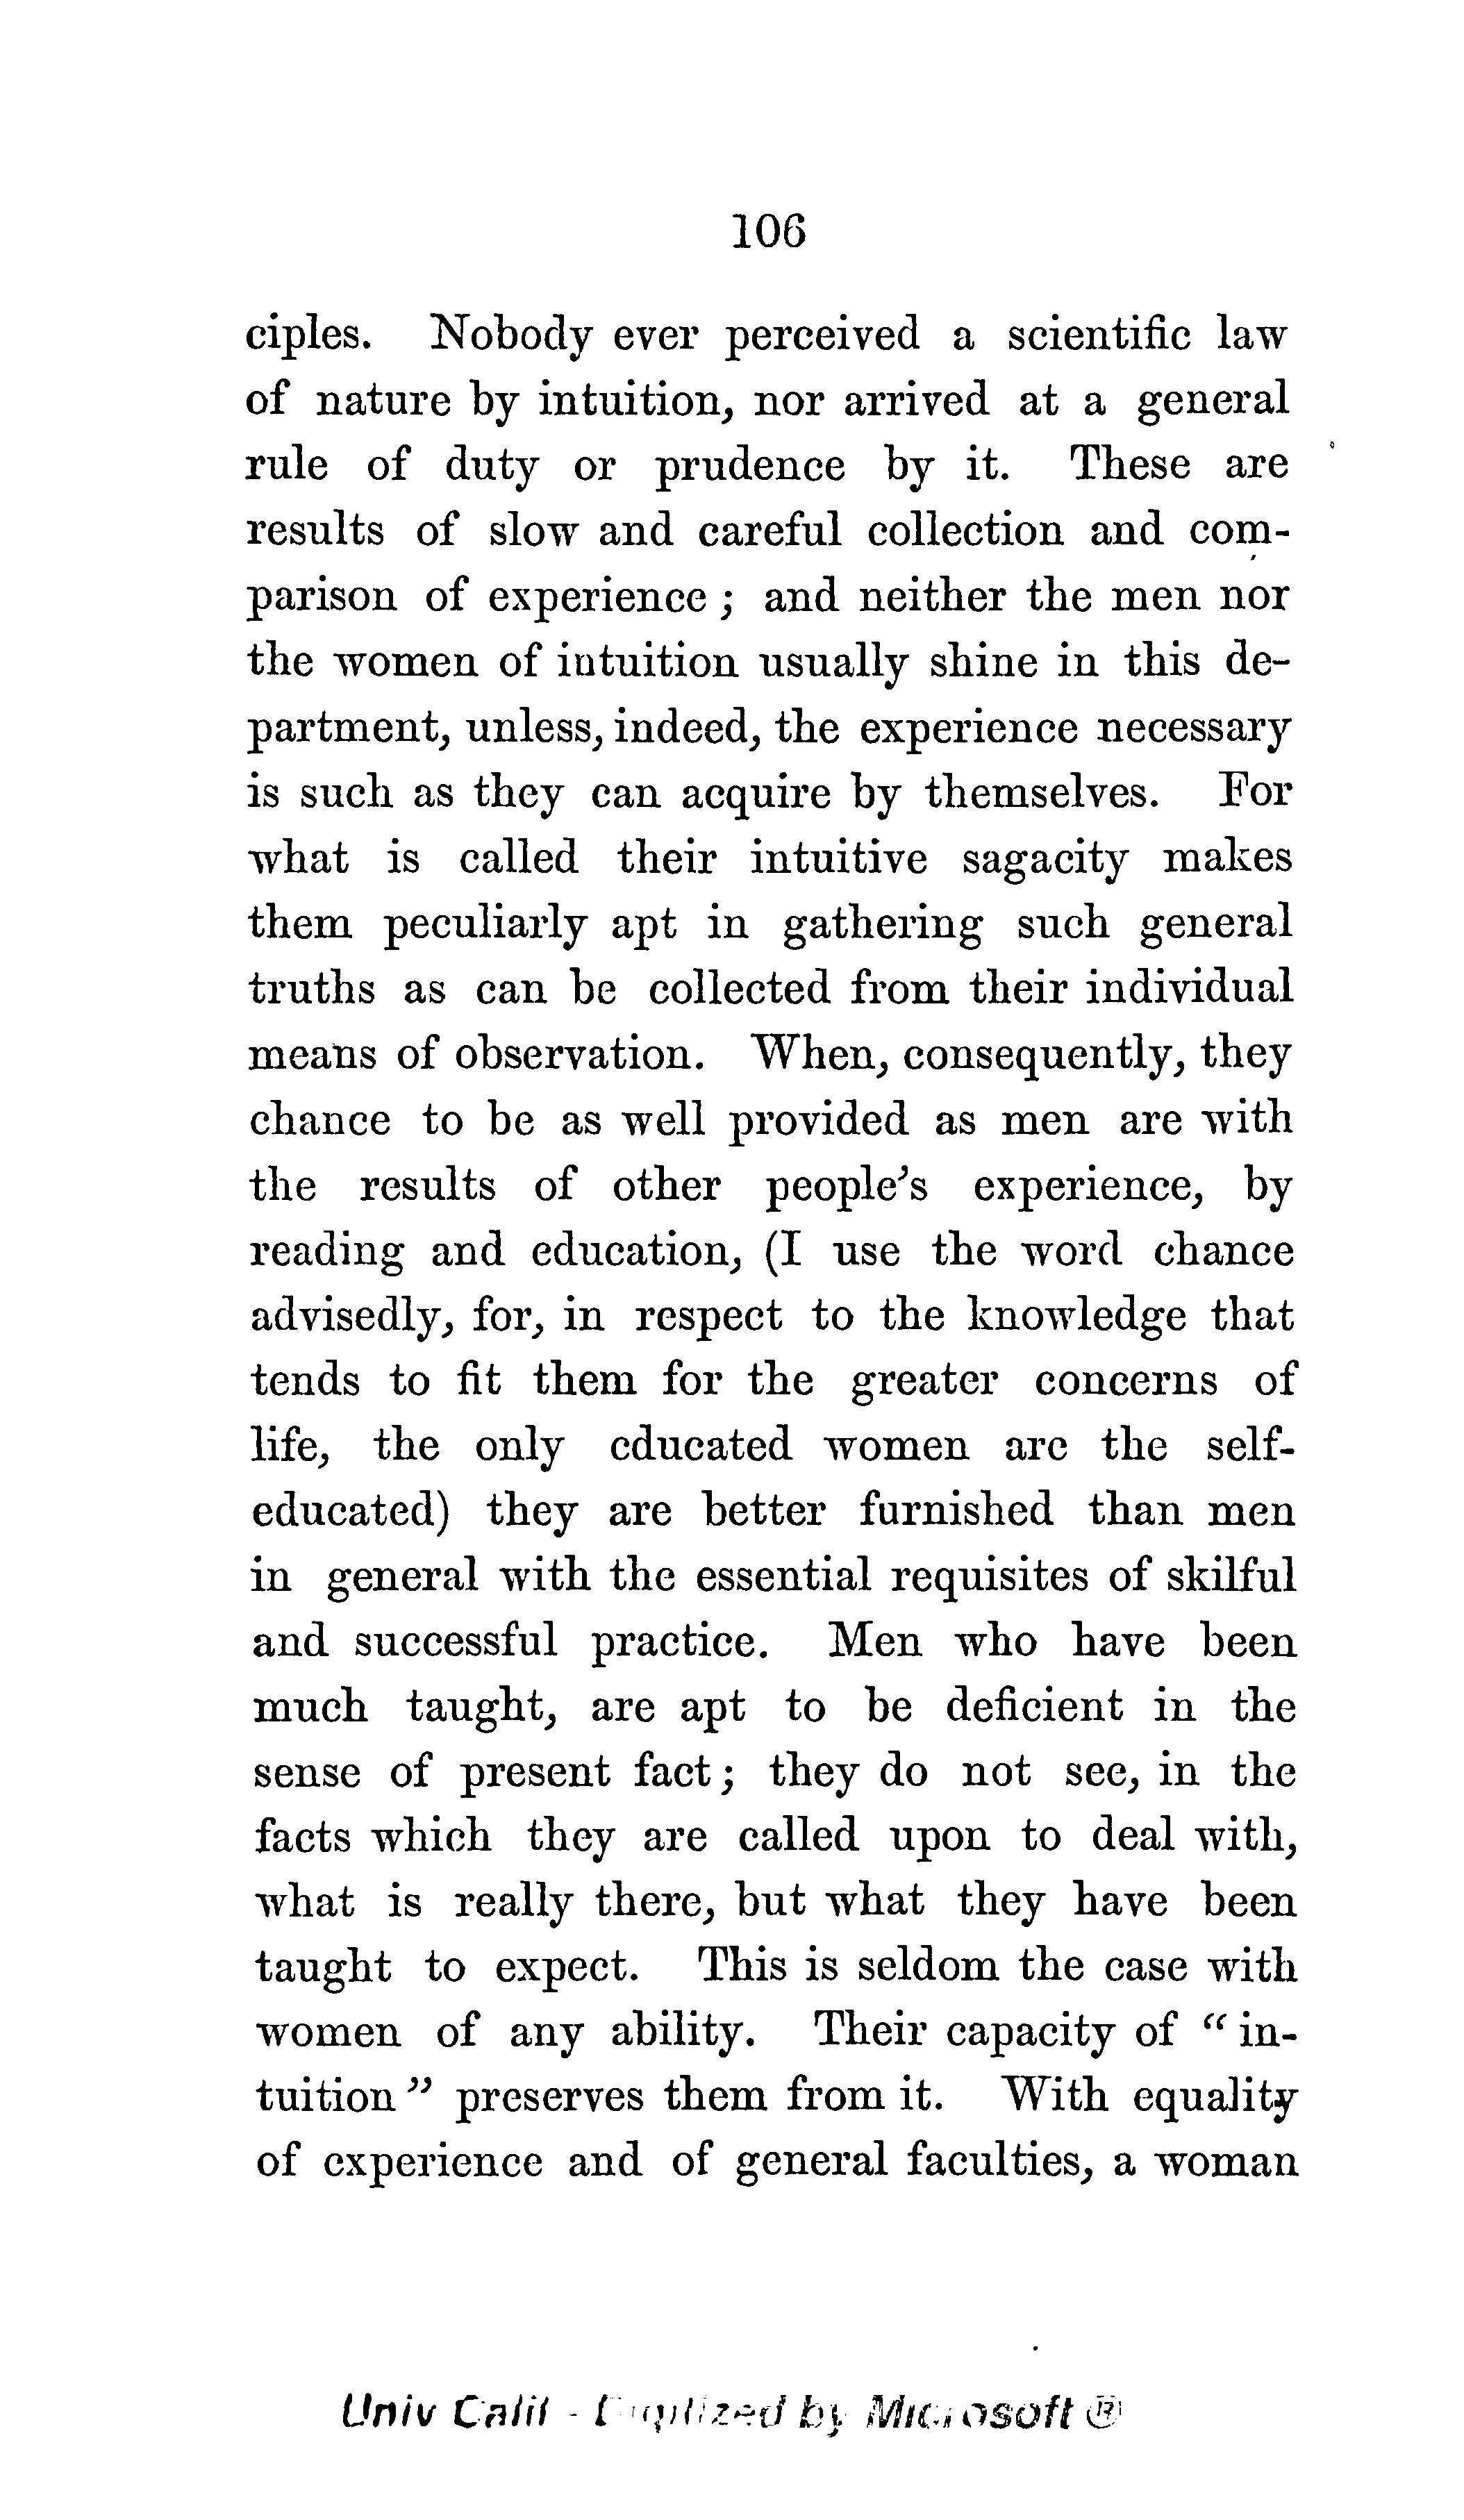 106
ciples. Nobody ever perceived a scientific law
of nature by intuition, nor arrived at a general
rule of duty or prudence by it. These are
results of slow and careful collection and com-
parison of experience ; and neither the men nor
the women of intuition usually shine in this de-
partment, unless, indeed, the experience necessary
is such as they can acquire by themselves. For
what is called their intuitive sagacity makes
them peculiarly apt in gathering such general
truths as can be collected from their individual
means of observation. When, consequently, they
chance to be as well provided as men are with
the results of other people's experience, by
reading and education, (I use the word chance
advisedly, for, in respect to the knowledge that
tends to fit them for the greater concerns of
life, the only educated women are the self-
educated) they are better furnished than men
in general with the essential requisites of skilful
and successful practice. Men who have been
much taught, are apt to be deficient in the
sense of present fact ; they do not see, in the
facts which they are called upon to deal with,
what is really there, but what they have been
taught to expect. This is seldom the case with
women of any ability. Their capacity of “ in-
tuition ” preserves them from it. With equality
of experience and of general faculties, a woman
Univ Calif - Digitized by Microsoft ®